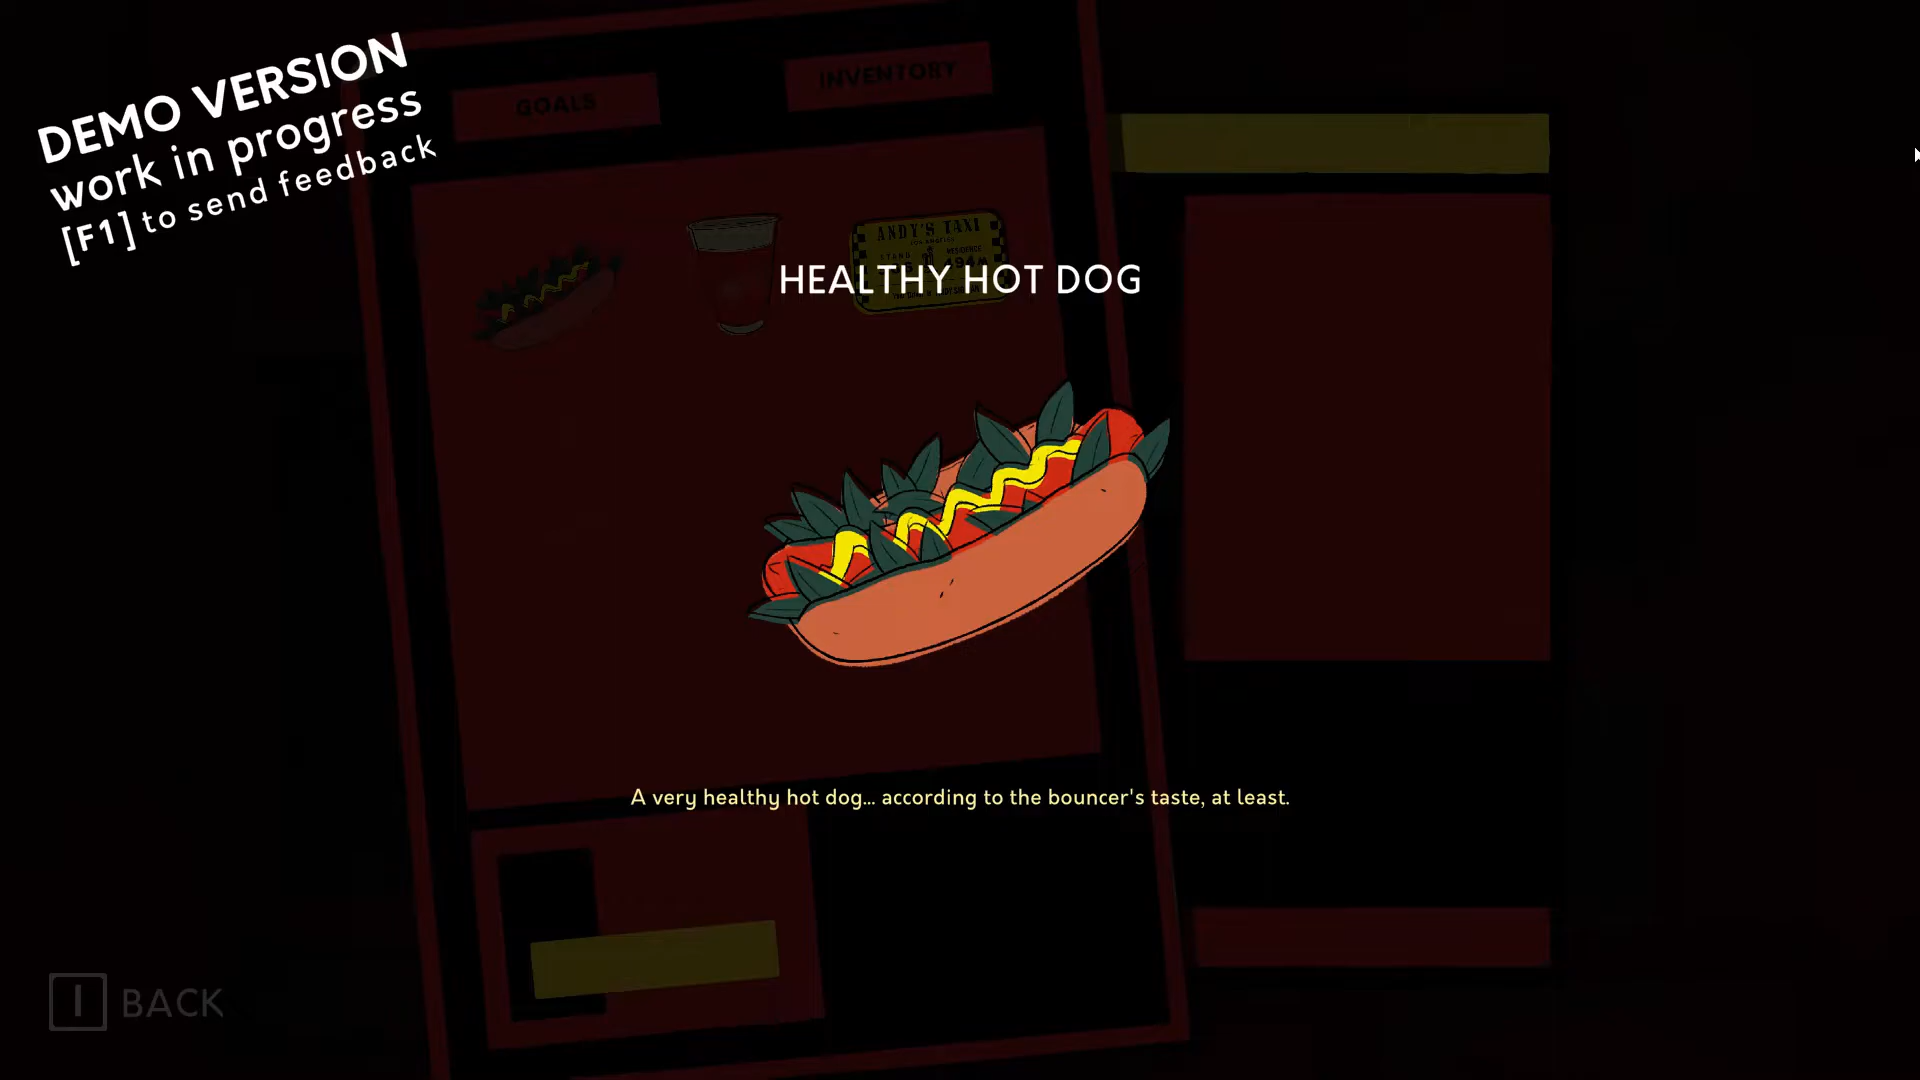 DEMO VERSION
work in progress
[F1] to send feedback
GOALS
INVENTORY
ANDY'S TAXI
HEALTHY HOT DOG
A very healthy hot dog... according to the bouncer's taste, at least.
I BACK